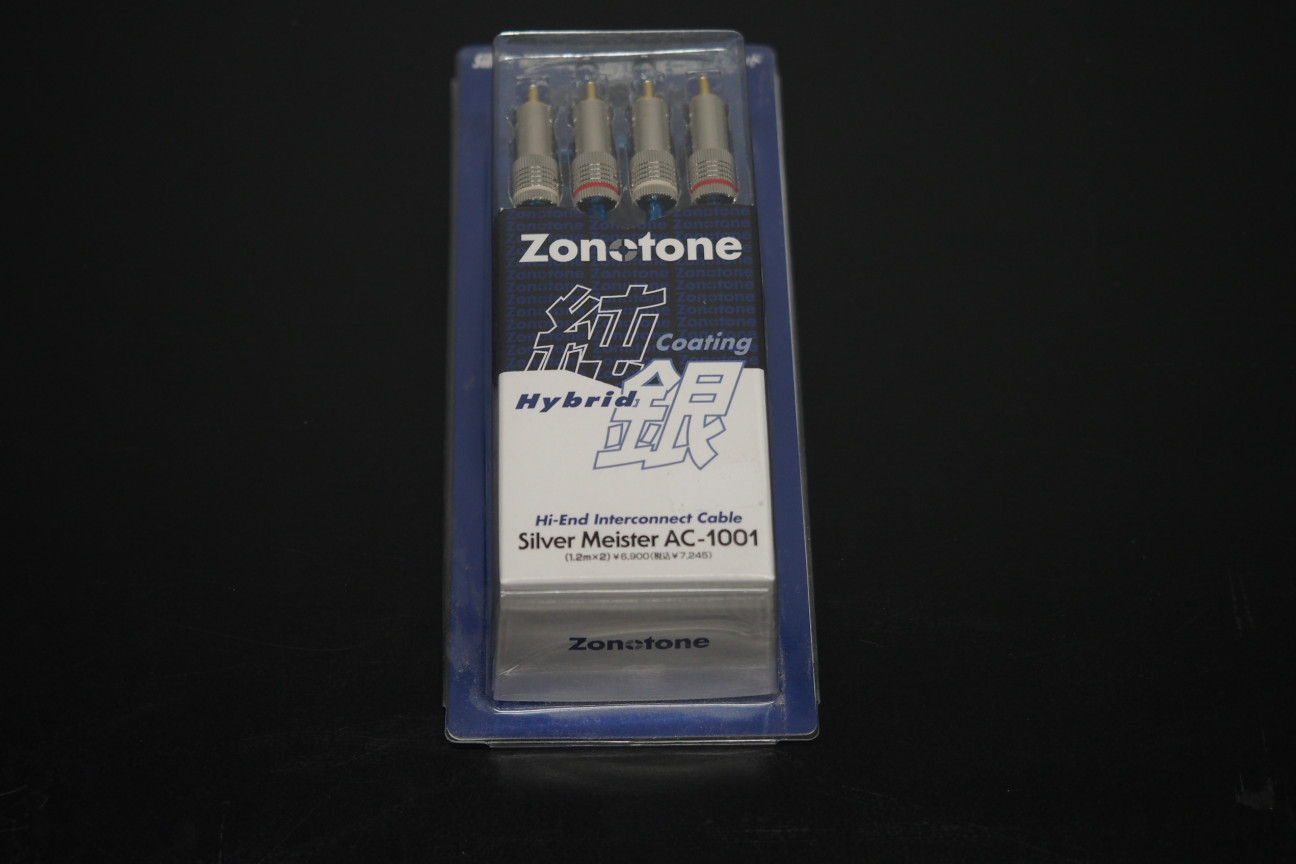 Zonotone
純
Coating
Hybrid
銀
Hi-End Interconnect Cable
Silver Meister AC-1001
(1.2m×2) ¥6,900(税込¥7,245)
Zonotone